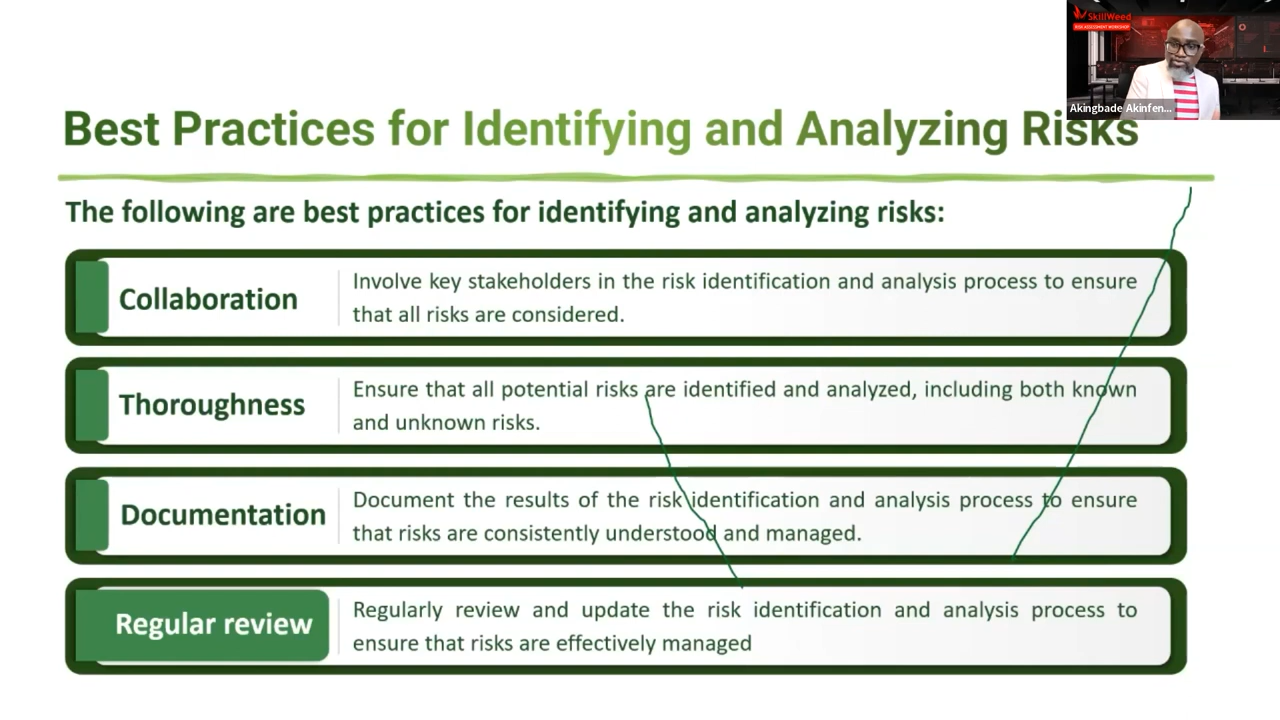 SkillWeed
RISK ASSESSMENT WORKSHOP
Akingbade Akinfen...
Best Practices for Identifying and Analyzing Risks
The following are best practices for identifying and analyzing risks:
Collaboration
Involve key stakeholders in the risk identification and analysis process to ensure
that all risks are considered.
Thoroughness
Ensure that all potential risks are identified and analyzed, including both known
and unknown risks.
Documentation
Document the results of the risk identification and analysis process to ensure
that risks are consistently understood and managed.
Regular review
Regularly review and update the risk identification and analysis process to
ensure that risks are effectively managed